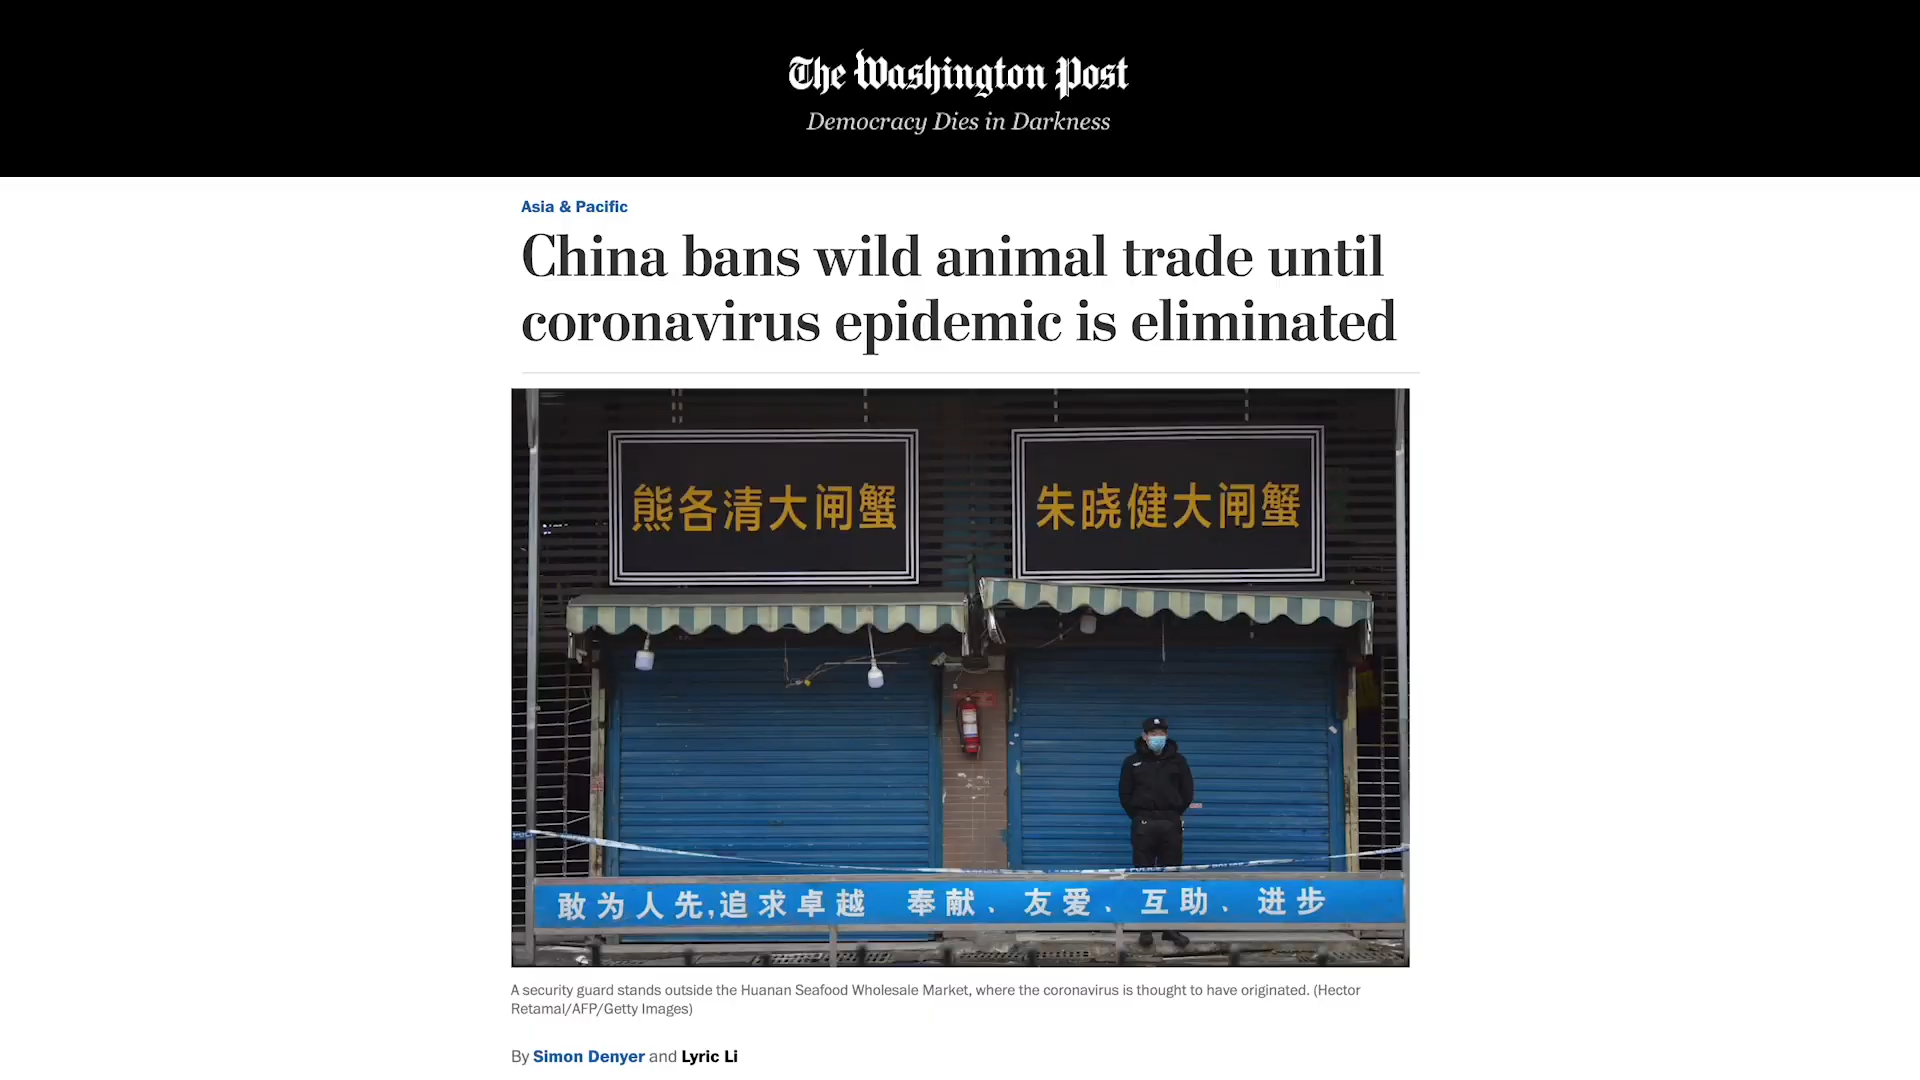 The Washington Post
Democracy Dies in Darkness
Asia & Pacific
China bans wild animal trade until
coronavirus epidemic is eliminated
熊各清大闸蟹
朱晓健大闸蟹
敢为人先,追求卓越 奉献、友爱、互助、进步
A security guard stands outside the Huanan Seafood Wholesale Market, where the coronavirus is thought to have originated. (Hector
Retamal/AFP/Getty Images)
By Simon Denyer and Lyric Li